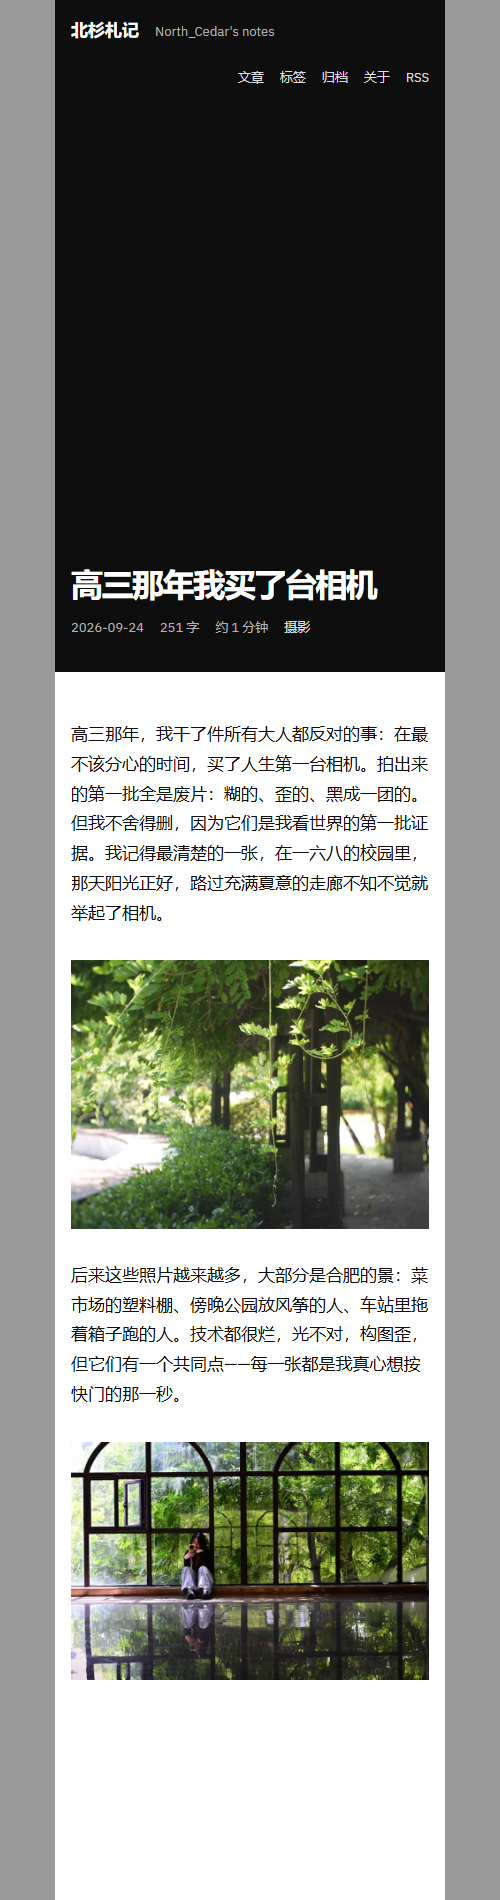 北杉札记 North_Cedar's notes
文章 标签 归档 关于 RSS
高三那年我买了台相机
2026-09-24 251 字 约 1 分钟 摄影
高三那年，我干了件所有大人都反对的事：在最
不该分心的时间，买了人生第一台相机。拍出来
的第一批全是废片：糊的、歪的、黑成一团的。
但我不舍得删，因为它们是我看世界的第一批证
据。我记得最清楚的一张，在一六八的校园里，
那天阳光正好，路过充满夏意的走廊不知不觉就
举起了相机。
后来这些照片越来越多，大部分是合肥的景：菜
市场的塑料棚、傍晚公园放风筝的人、车站里拖
着箱子跑的人。技术都很烂，光不对，构图歪，
但它们有一个共同点——每一张都是我真心想按
快门的那一秒。